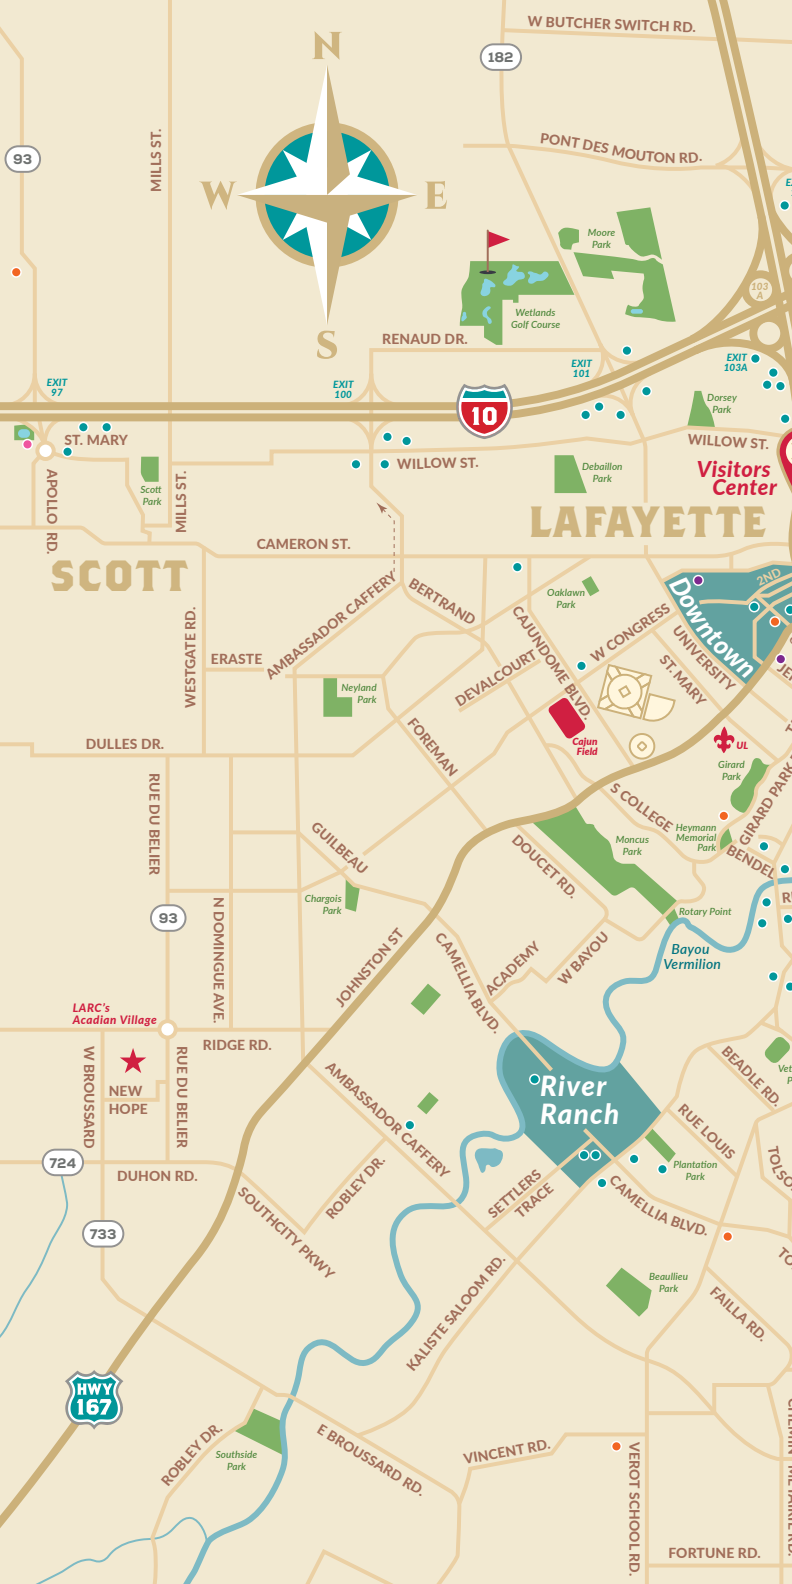 N
W BUTCHER SWITCH RD.
182
MILLS ST.
93
PONT DES MOUTON RD.
W
E
Moore
Park
Wetlands
Golf Course
103
A
S
RENAUD DR.
EXIT
97
EXIT
100
EXIT
101
EXIT
103A
10
Dorsey
Park
ST. MARY
WILLOW ST.
WILLOW ST.
Visitors
Center
Scott
Park
MILLS ST.
APOLLO RD.
Debaillon
Park
LAFAYETTE
CAMERON ST.
SCOTT
AMBASSADOR CAFFERY
BERTRAND
Oaklawn
Park
2ND
Downtown
CAJUNDOME BLVD.
W CONGRESS
UNIVERSITY
ST. MARY
WESTGATE RD.
ERASTE
DEVALCOURT
Neyland
Park
Cajun
Field
FOREMAN
DULLES DR.
UL
Girard
Park
GIRARD PARK
RUE DU BELIER
S COLLEGE
Heymann
Memorial
Park
BENDEL
GUILBEAU
DOUCET RD.
Moncus
Park
Chargois
Park
93
N DOMINGUE AVE.
Rotary Point
JOHNSTON ST
CAMELLIA BLVD.
ACADEMY
W BAYOU
Bayou
Vermilion
LARC's
Acadian Village
RIDGE RD.
W BROUSSARD
NEW
HOPE
RUE DU BELIER
AMBASSADOR CAFFERY
River
Ranch
BEADLE RD.
RUE LOUIS
Plantation
Park
724
DUHON RD.
ROBLEY DR.
SETTLERS
TRACE
CAMELLIA BLVD.
SOUTHCITY PKWY
733
KALISTE SALOOM RD.
Beaullieu
Park
FAILLA RD.
HWY
167
ROBLEY DR.
Southside
Park
E BROUSSARD RD.
VINCENT RD.
VEROT SCHOOL RD.
FORTUNE RD.